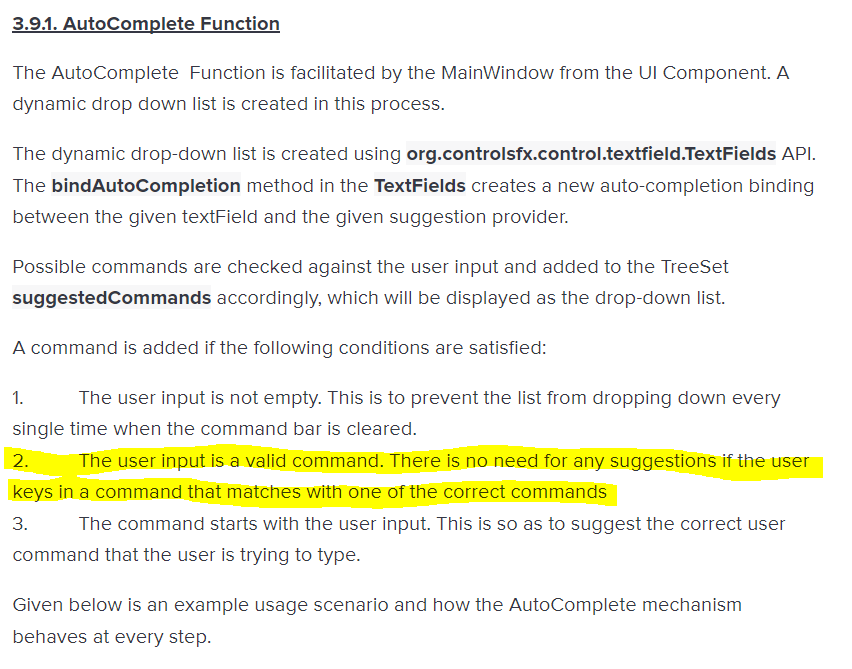 3.9.1. AutoComplete Function
The AutoComplete  Function is facilitated by the MainWindow from the UI Component. A
dynamic drop down list is created in this process.
The dynamic drop-down list is created using org.controlsfx.control.textfield.TextFields API.
The bindAutoCompletion method in the TextFields creates a new auto-completion binding
between the given textField and the given suggestion provider.
Possible commands are checked against the user input and added to the TreeSet
suggestedCommands accordingly, which will be displayed as the drop-down list.
A command is added if the following conditions are satisfied:
1. The user input is not empty. This is to prevent the list from dropping down every
single time when the command bar is cleared.
2. The user input is a valid command. There is no need for any suggestions if the user
keys in a command that matches with one of the correct commands
3. The command starts with the user input. This is so as to suggest the correct user
command that the user is trying to type.
Given below is an example usage scenario and how the AutoComplete mechanism
behaves at every step.